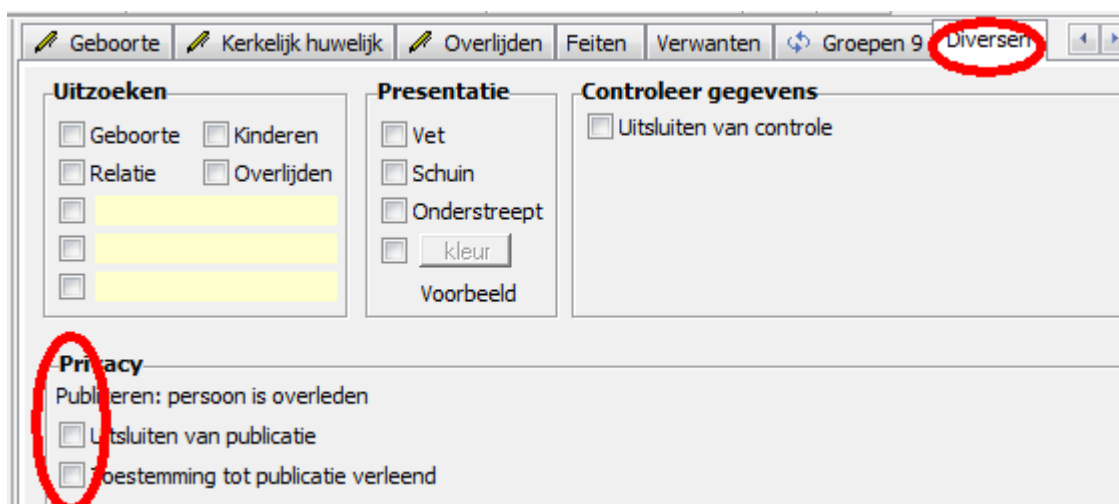 Geboorte Kerkelijk huwelijk Overlijden Feiten Verwanten Groepen 9 Diversen
Uitzoeken
Geboorte Kinderen
Relatie Overlijden
Presentatie
Vet
Schuin
Onderstreept
kleur
Voorbeeld
Controleer gegevens
Uitsluiten van controle
Privacy
Publiceren: persoon is overleden
Uitsluiten van publicatie
Toestemming tot publicatie verleend